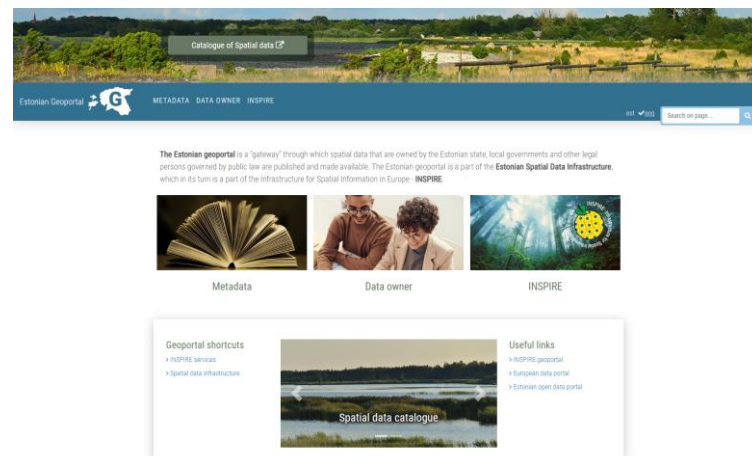 Catalogue of Spatial data
Estonian Geoportal
G
METADATA DATA OWNER INSPIRE
est eng
Search on page...
The Estonian geoportal is a "gateway" through which spatial data that are owned by the Estonian state, local governments and other legal
persons governed by public law are published and made available. The Estonian geoportal is a part of the Estonian Spatial Data Infrastructure,
which in its turn is a part of the Infrastructure for Spatial Information in Europe - INSPIRE.
INSPIRE
Metadata
Data owner
INSPIRE
Geoportal shortcuts
> INSPIRE services
> Spatial data infrastructure
Spatial data catalogue
Useful links
> INSPIRE geoportal
> European data portal
> Estonian open data portal